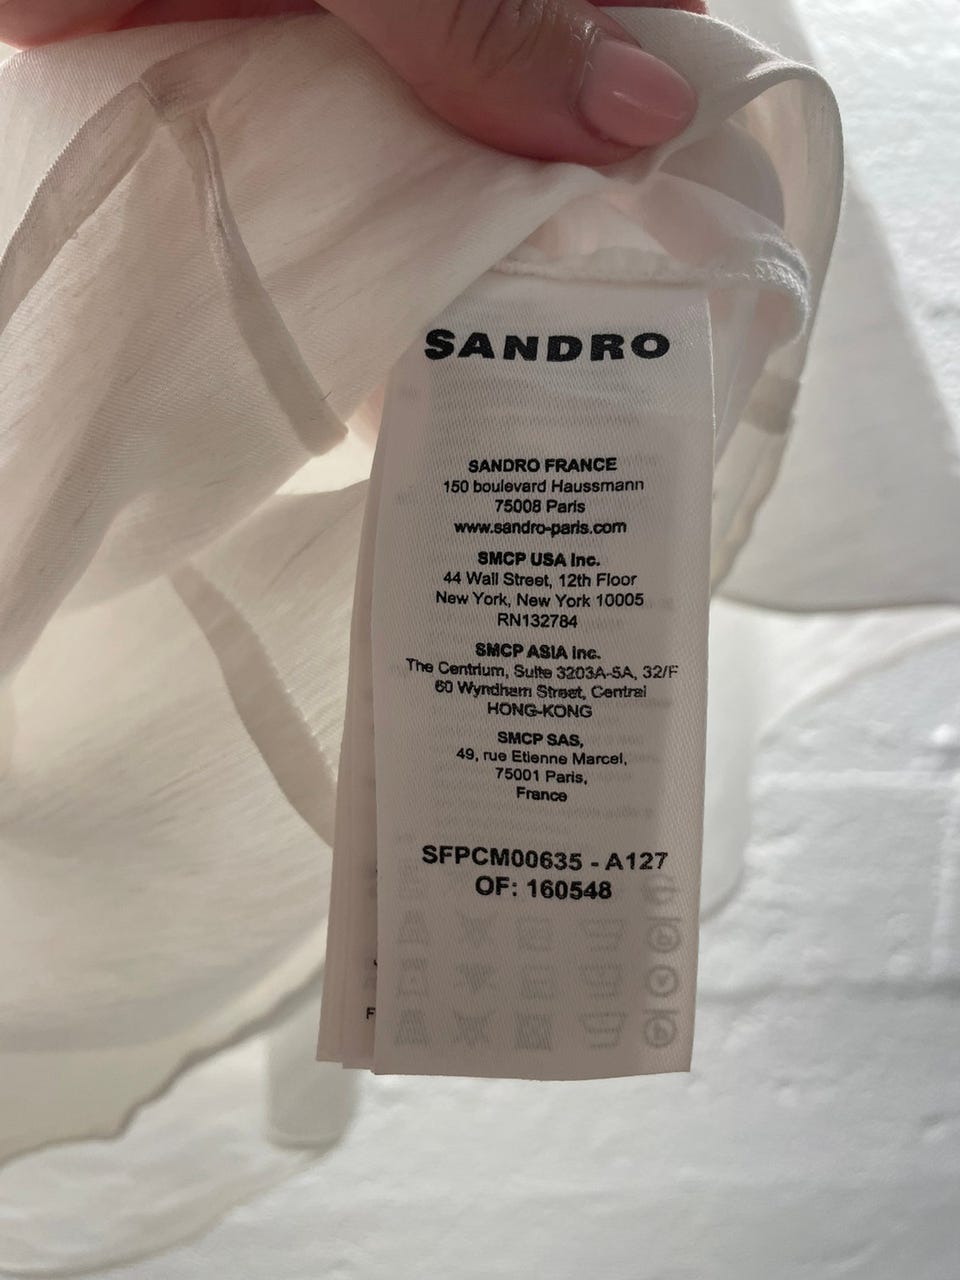 SANDRO
SANDRO FRANCE
150 boulevard Haussmann
75008 Paris
www.sandro-paris.com
SMCP USA Inc.
44 Wall Street, 12th Floor
New York, New York 10005
RN132784
SMCP ASIA Inc.
The Centrium, Suite 3203A-5A, 32/F
60 Wyndham Street, Central
HONG-KONG
SMCP SAS,
49, rue Etienne Marcel,
75001 Paris,
France
SFPCM00635 - A127
OF: 160548
F